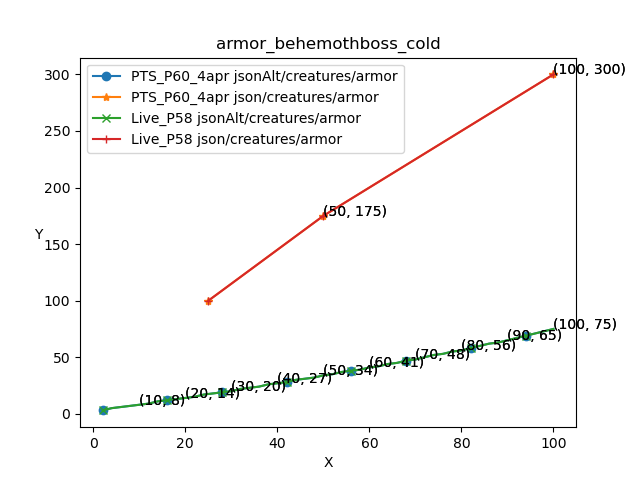 armor_behemothboss_cold
PTS_P60_4apr jsonAlt/creatures/armor
PTS_P60_4apr json/creatures/armor
Live_P58 jsonAlt/creatures/armor
Live_P58 json/creatures/armor
(100, 300)
(50, 175)
(100, 75)
(90, 65)
(80, 56)
(70, 48)
(60, 41)
(50, 34)
(40, 27)
(30, 20)
(20, 14)
(10, 8)
300
250
200
150
100
50
0
Y
0 20 40 60 80 100
X